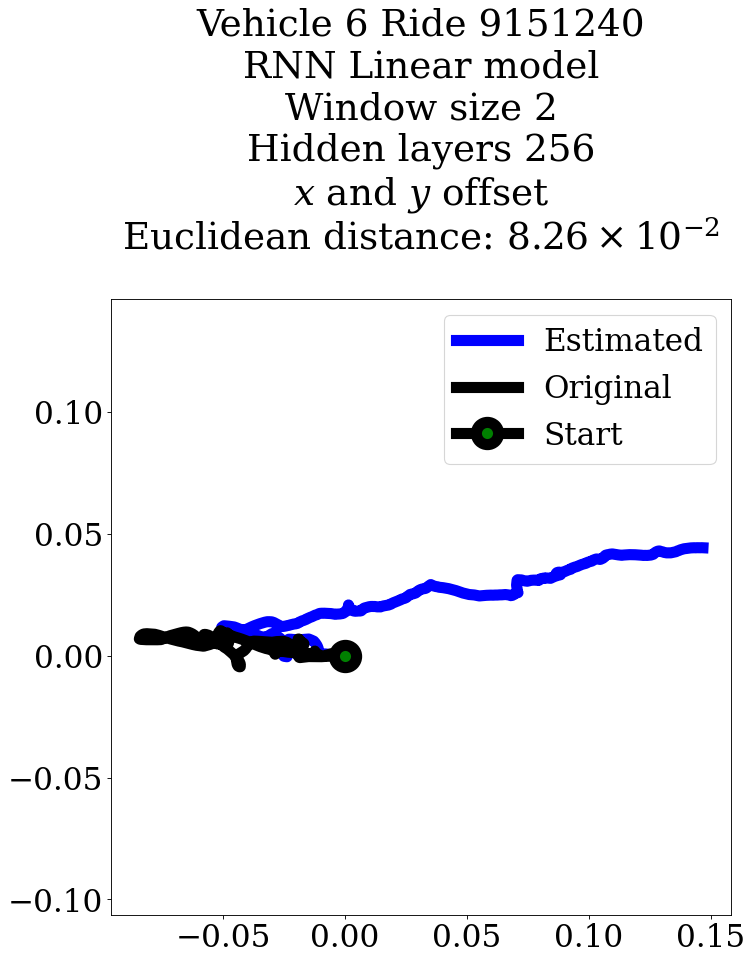 Vehicle 6 Ride 9151240
RNN Linear model
Window size 2
Hidden layers 256
x and y offset
Euclidean distance: 8.26 × 10⁻²
Estimated
Original
Start
0.10
0.05
0.00
−0.05
−0.10
−0.05 0.00 0.05 0.10 0.15